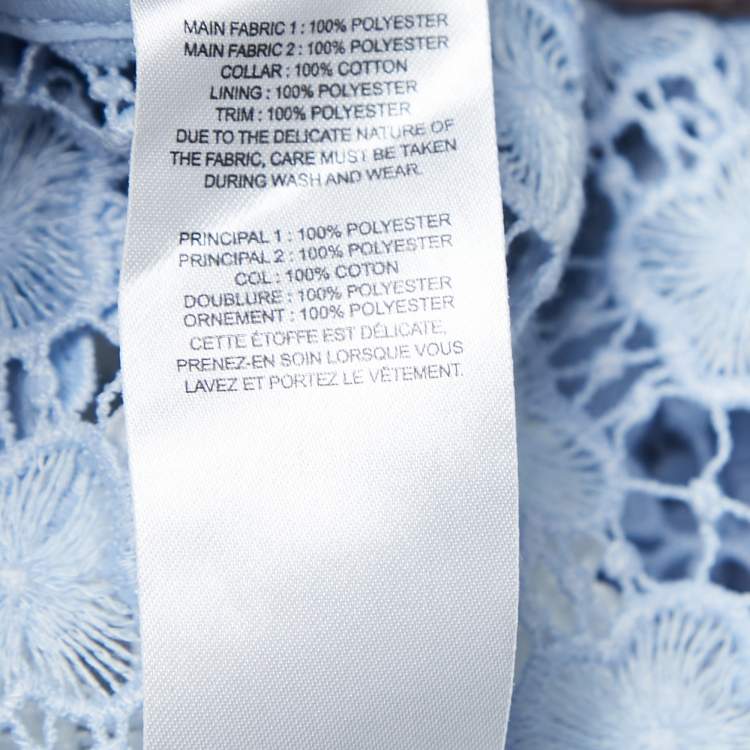 MAIN FABRIC 1 : 100% POLYESTER
MAIN FABRIC 2 : 100% POLYESTER
COLLAR : 100% COTTON
LINING : 100% POLYESTER
TRIM : 100% POLYESTER
DUE TO THE DELICATE NATURE OF
THE FABRIC, CARE MUST BE TAKEN
DURING WASH AND WEAR.
PRINCIPAL 1 : 100% POLYESTER
PRINCIPAL 2 : 100% POLYESTER
COL : 100% COTON
DOUBLURE : 100% POLYESTER
ORNEMENT : 100% POLYESTER
CETTE ÉTOFFE EST DÉLICATE,
PRENEZ-EN SOIN LORSQUE VOUS
LAVEZ ET PORTEZ LE VÊTEMENT.